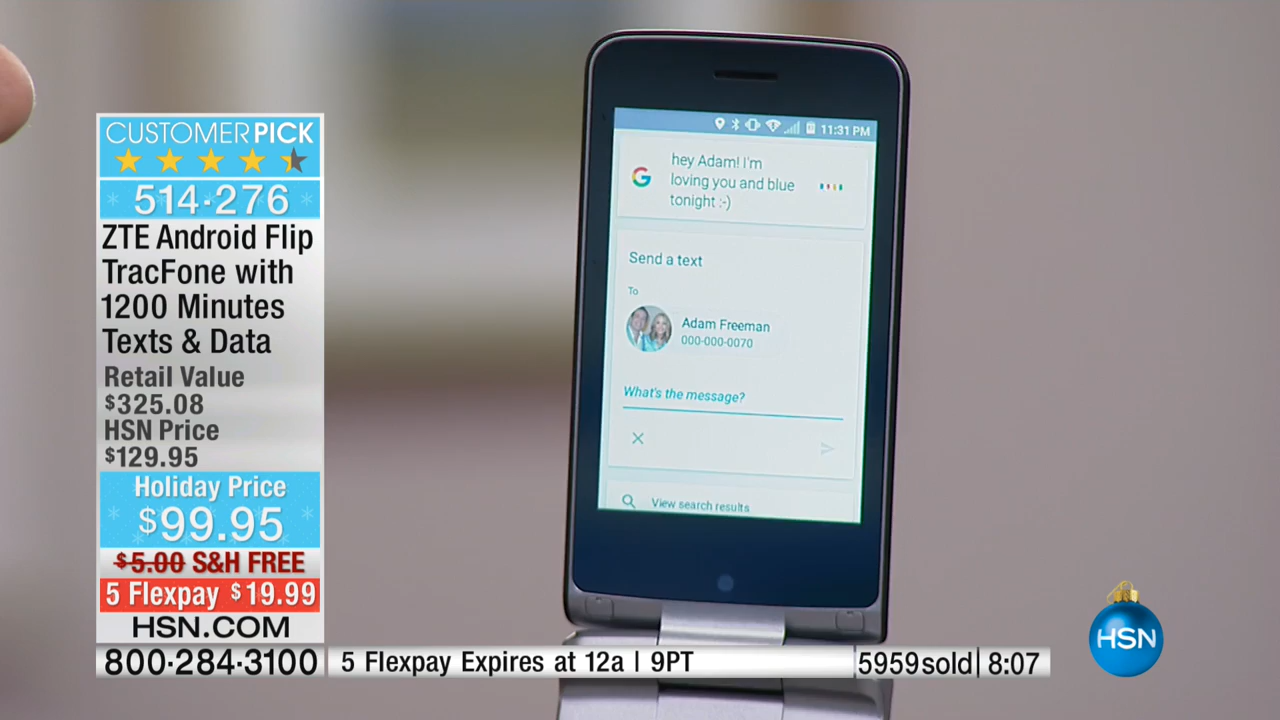 CUSTOMER PICK
514-276
ZTE Android Flip
TracFone with
1200 Minutes
Texts & Data
Retail Value
$325.08
HSN Price
$129.95
Holiday Price
$99.95
$5.00 S&H FREE
5 Flexpay $19.99
HSN.COM
800-284-3100
5 Flexpay Expires at 12a | 9PT
5959 sold | 8:07
HSN
11:31 PM
G
hey Adam! I'm
loving you and blue
tonight :-)
Send a text
To
Adam Freeman
000-000-0070
What's the message?
View search results